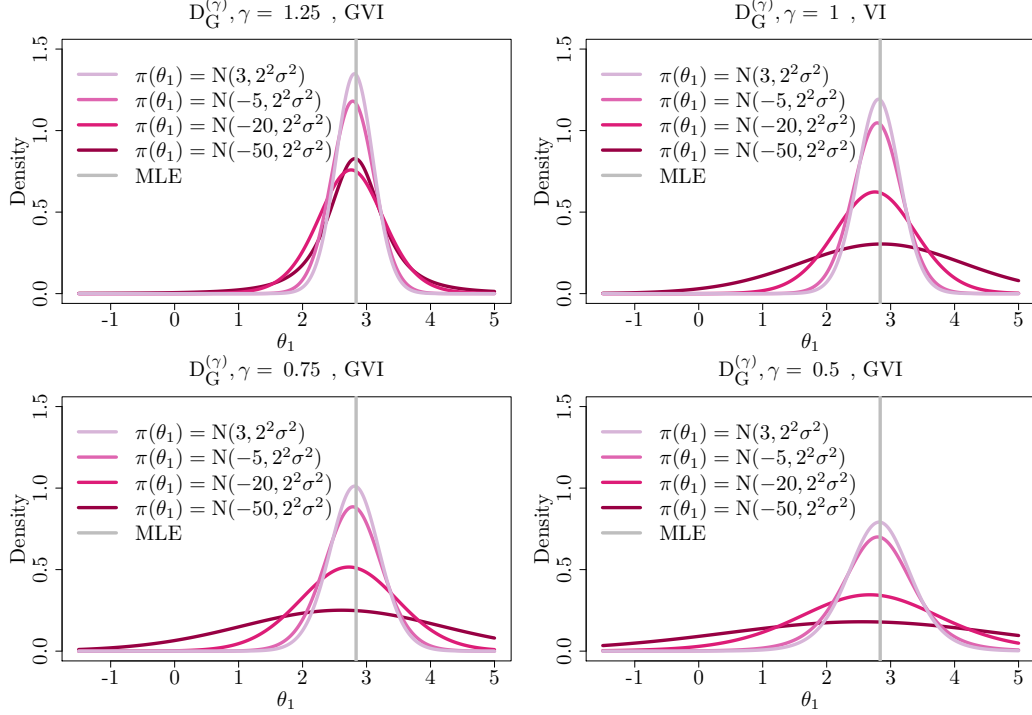 D_G^(γ), γ = 1.25 , GVI
1.5
1.0
0.5
0.0
Density
π(θ₁) = N(3, 2²σ²)
π(θ₁) = N(−5, 2²σ²)
π(θ₁) = N(−20, 2²σ²)
π(θ₁) = N(−50, 2²σ²)
MLE
-1 0 1 2 3 4 5
θ₁
D_G^(γ), γ = 1 , VI
1.5
1.0
0.5
0.0
Density
π(θ₁) = N(3, 2²σ²)
π(θ₁) = N(−5, 2²σ²)
π(θ₁) = N(−20, 2²σ²)
π(θ₁) = N(−50, 2²σ²)
MLE
-1 0 1 2 3 4 5
θ₁
D_G^(γ), γ = 0.75 , GVI
1.5
1.0
0.5
0.0
Density
π(θ₁) = N(3, 2²σ²)
π(θ₁) = N(−5, 2²σ²)
π(θ₁) = N(−20, 2²σ²)
π(θ₁) = N(−50, 2²σ²)
MLE
-1 0 1 2 3 4 5
θ₁
D_G^(γ), γ = 0.5 , GVI
1.5
1.0
0.5
0.0
Density
π(θ₁) = N(3, 2²σ²)
π(θ₁) = N(−5, 2²σ²)
π(θ₁) = N(−20, 2²σ²)
π(θ₁) = N(−50, 2²σ²)
MLE
-1 0 1 2 3 4 5
θ₁